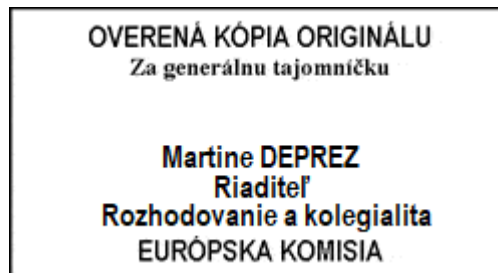 OVERENÁ KÓPIA ORIGINÁLU
Za generálnu tajomníčku
Martine DEPREZ
Riaditeľ
Rozhodovanie a kolegialita
EURÓPSKA KOMISIA